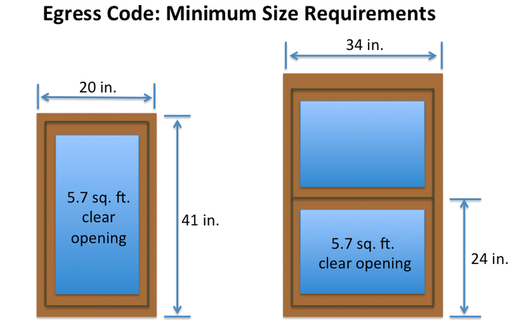 Egress Code: Minimum Size Requirements
34 in.
20 in.
5.7 sq. ft.
clear
opening
41 in.
5.7 sq. ft.
clear opening
24 in.